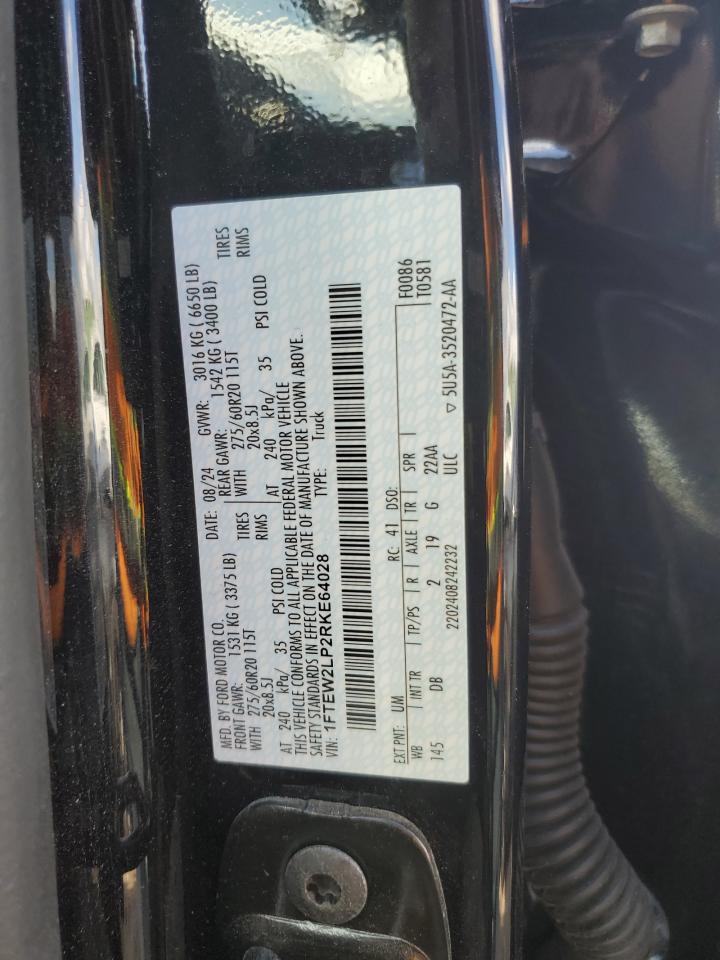 MFD. BY FORD MOTOR CO. DATE: 08/24 GVWR: 3016 KG ( 6650 LB)
FRONT GAWR: 1531 KG ( 3375 LB) REAR GAWR: 1542 KG ( 3400 LB)
WITH 275/60R20 115T TIRES WITH 275/60R20 115T TIRES
20x8.5J RIMS 20x8.5J RIMS
AT 240 kPa/ 35 PSI COLD AT 240 kPa/ 35 PSI COLD
THIS VEHICLE CONFORMS TO ALL APPLICABLE FEDERAL MOTOR VEHICLE
SAFETY STANDARDS IN EFFECT ON THE DATE OF MANUFACTURE SHOWN ABOVE.
VIN: 1FTEW2LP2RKE64028 TYPE: Truck
EXT PNT: UM RC: 41 DSO: F0086
WB INT TR TP/PS R AXLE TR SPR T0581
145 DB 2 19 G 22AA
2202408242232 ULC ▽ 5U5A-3520472-AA